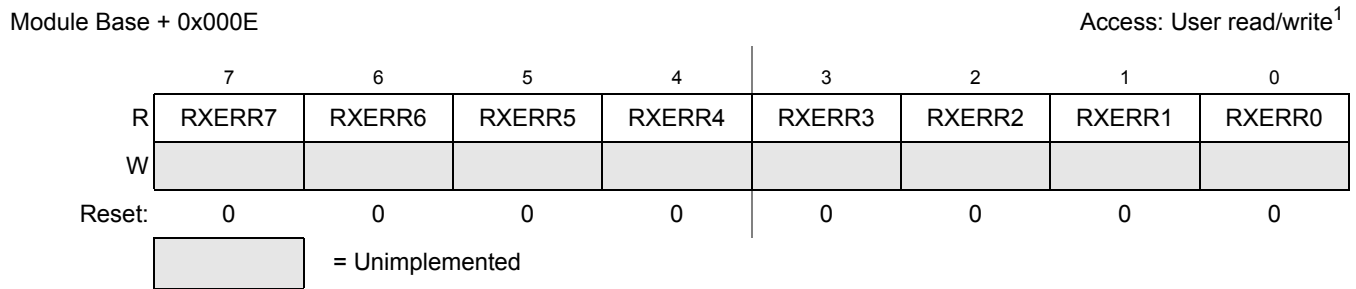 Module Base + 0x000E Access: User read/write1
7 6 5 4 3 2 1 0
R RXERR7 RXERR6 RXERR5 RXERR4 RXERR3 RXERR2 RXERR1 RXERR0
W
Reset: 0 0 0 0 0 0 0 0
= Unimplemented